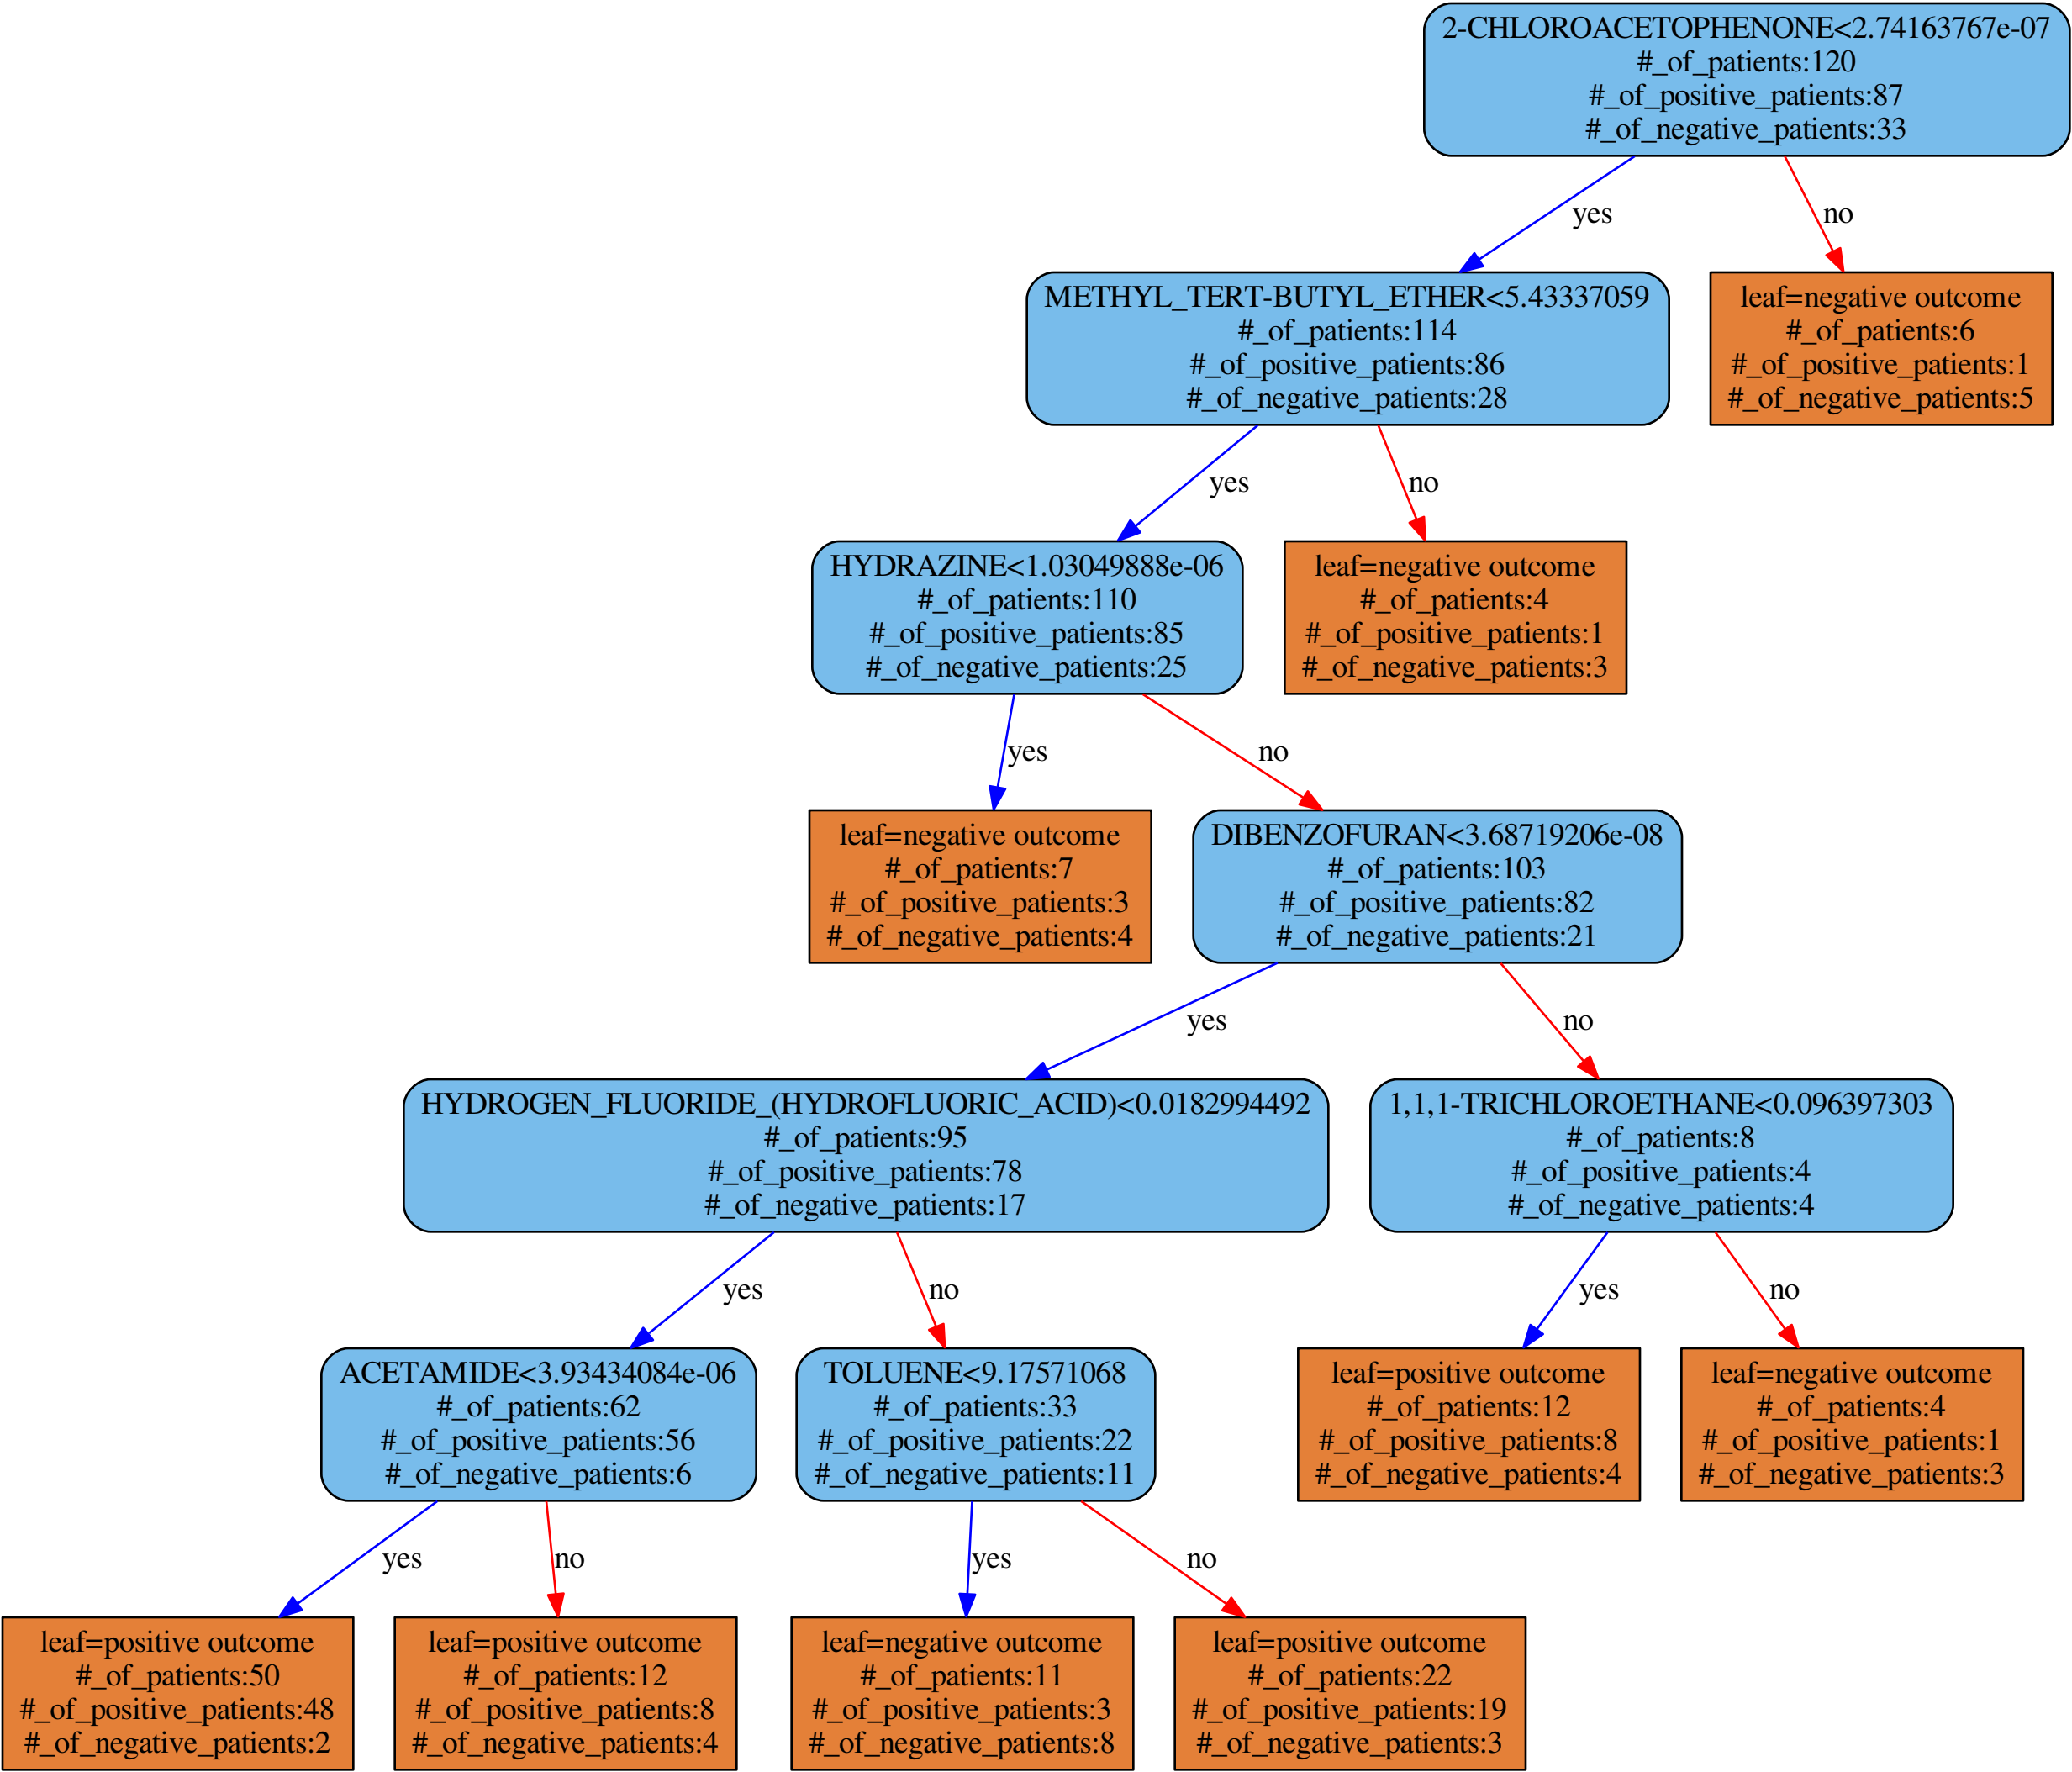 2-CHLOROACETOPHENONE<2.74163767e-07
#_of_patients:120
#_of_positive_patients:87
#_of_negative_patients:33
yes
no
METHYL_TERT-BUTYL_ETHER<5.43337059
#_of_patients:114
#_of_positive_patients:86
#_of_negative_patients:28
leaf=negative outcome
#_of_patients:6
#_of_positive_patients:1
#_of_negative_patients:5
yes
no
HYDRAZINE<1.03049888e-06
#_of_patients:110
#_of_positive_patients:85
#_of_negative_patients:25
leaf=negative outcome
#_of_patients:4
#_of_positive_patients:1
#_of_negative_patients:3
yes
no
leaf=negative outcome
#_of_patients:7
#_of_positive_patients:3
#_of_negative_patients:4
DIBENZOFURAN<3.68719206e-08
#_of_patients:103
#_of_positive_patients:82
#_of_negative_patients:21
yes
no
HYDROGEN_FLUORIDE_(HYDROFLUORIC_ACID)<0.0182994492
#_of_patients:95
#_of_positive_patients:78
#_of_negative_patients:17
1,1,1-TRICHLOROETHANE<0.096397303
#_of_patients:8
#_of_positive_patients:4
#_of_negative_patients:4
yes
no
yes
no
ACETAMIDE<3.93434084e-06
#_of_patients:62
#_of_positive_patients:56
#_of_negative_patients:6
TOLUENE<9.17571068
#_of_patients:33
#_of_positive_patients:22
#_of_negative_patients:11
leaf=positive outcome
#_of_patients:12
#_of_positive_patients:8
#_of_negative_patients:4
leaf=negative outcome
#_of_patients:4
#_of_positive_patients:1
#_of_negative_patients:3
yes
no
yes
no
leaf=positive outcome
#_of_patients:50
#_of_positive_patients:48
#_of_negative_patients:2
leaf=positive outcome
#_of_patients:12
#_of_positive_patients:8
#_of_negative_patients:4
leaf=negative outcome
#_of_patients:11
#_of_positive_patients:3
#_of_negative_patients:8
leaf=positive outcome
#_of_patients:22
#_of_positive_patients:19
#_of_negative_patients:3